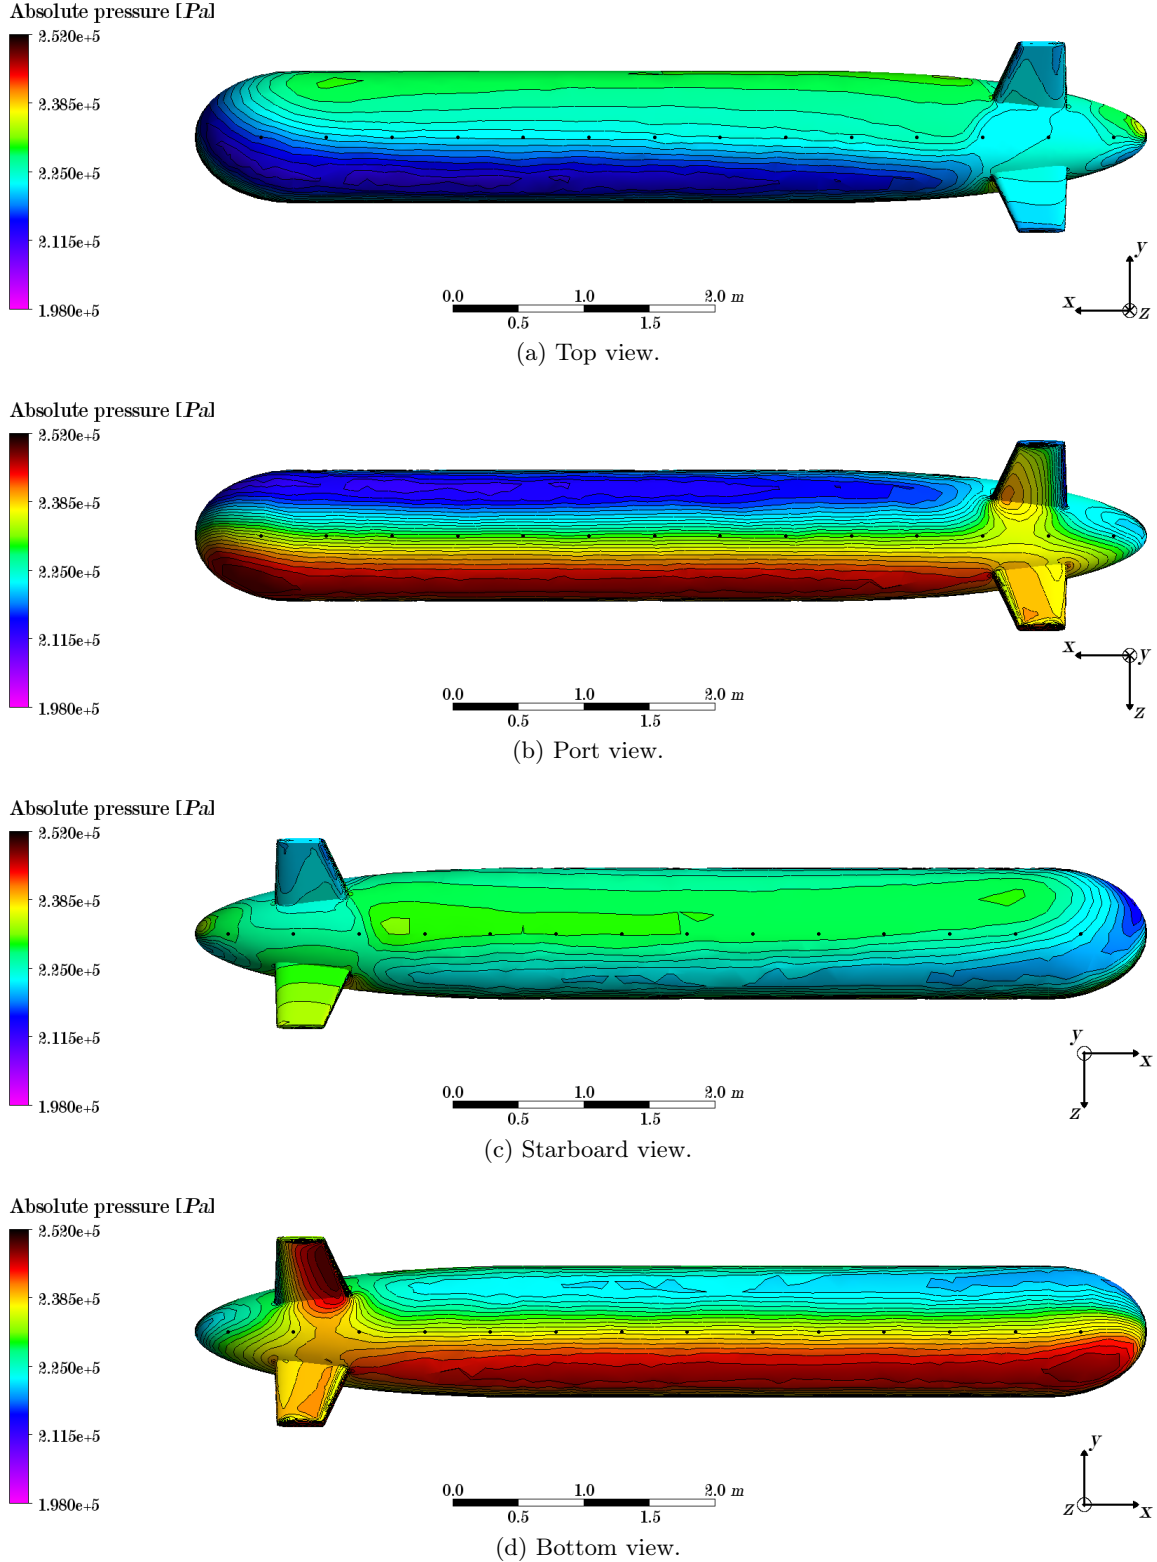 Absolute pressure [Pa]
2.520e+5
2.385e+5
2.250e+5
2.115e+5
1.980e+5
0.0 1.0 2.0 m
0.5 1.5
y
x z
(a) Top view.
Absolute pressure [Pa]
2.520e+5
2.385e+5
2.250e+5
2.115e+5
1.980e+5
0.0 1.0 2.0 m
0.5 1.5
x y
z
(b) Port view.
Absolute pressure [Pa]
2.520e+5
2.385e+5
2.250e+5
2.115e+5
1.980e+5
0.0 1.0 2.0 m
0.5 1.5
y
x
z
(c) Starboard view.
Absolute pressure [Pa]
2.520e+5
2.385e+5
2.250e+5
2.115e+5
1.980e+5
0.0 1.0 2.0 m
0.5 1.5
y
z x
(d) Bottom view.